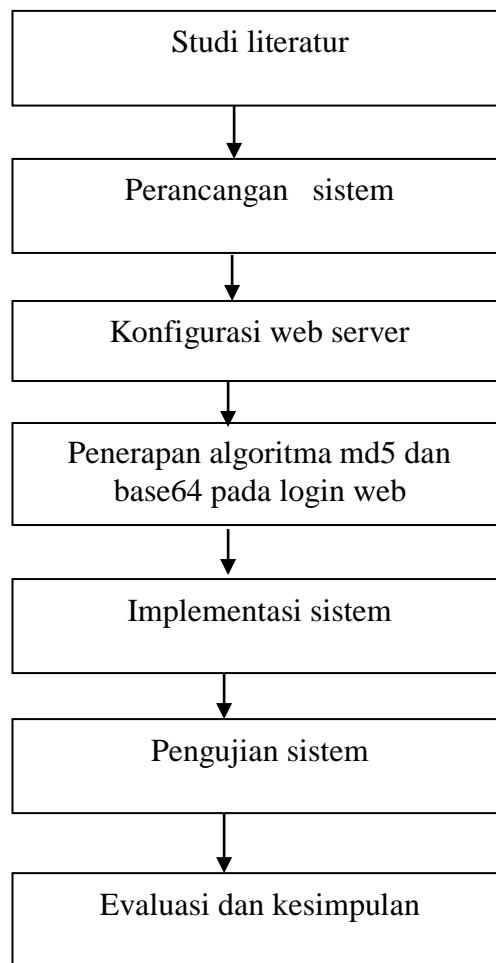 Studi literatur
Perancangan sistem
Konfigurasi web server
Penerapan algoritma md5 dan
base64 pada login web
Implementasi sistem
Pengujian sistem
Evaluasi dan kesimpulan